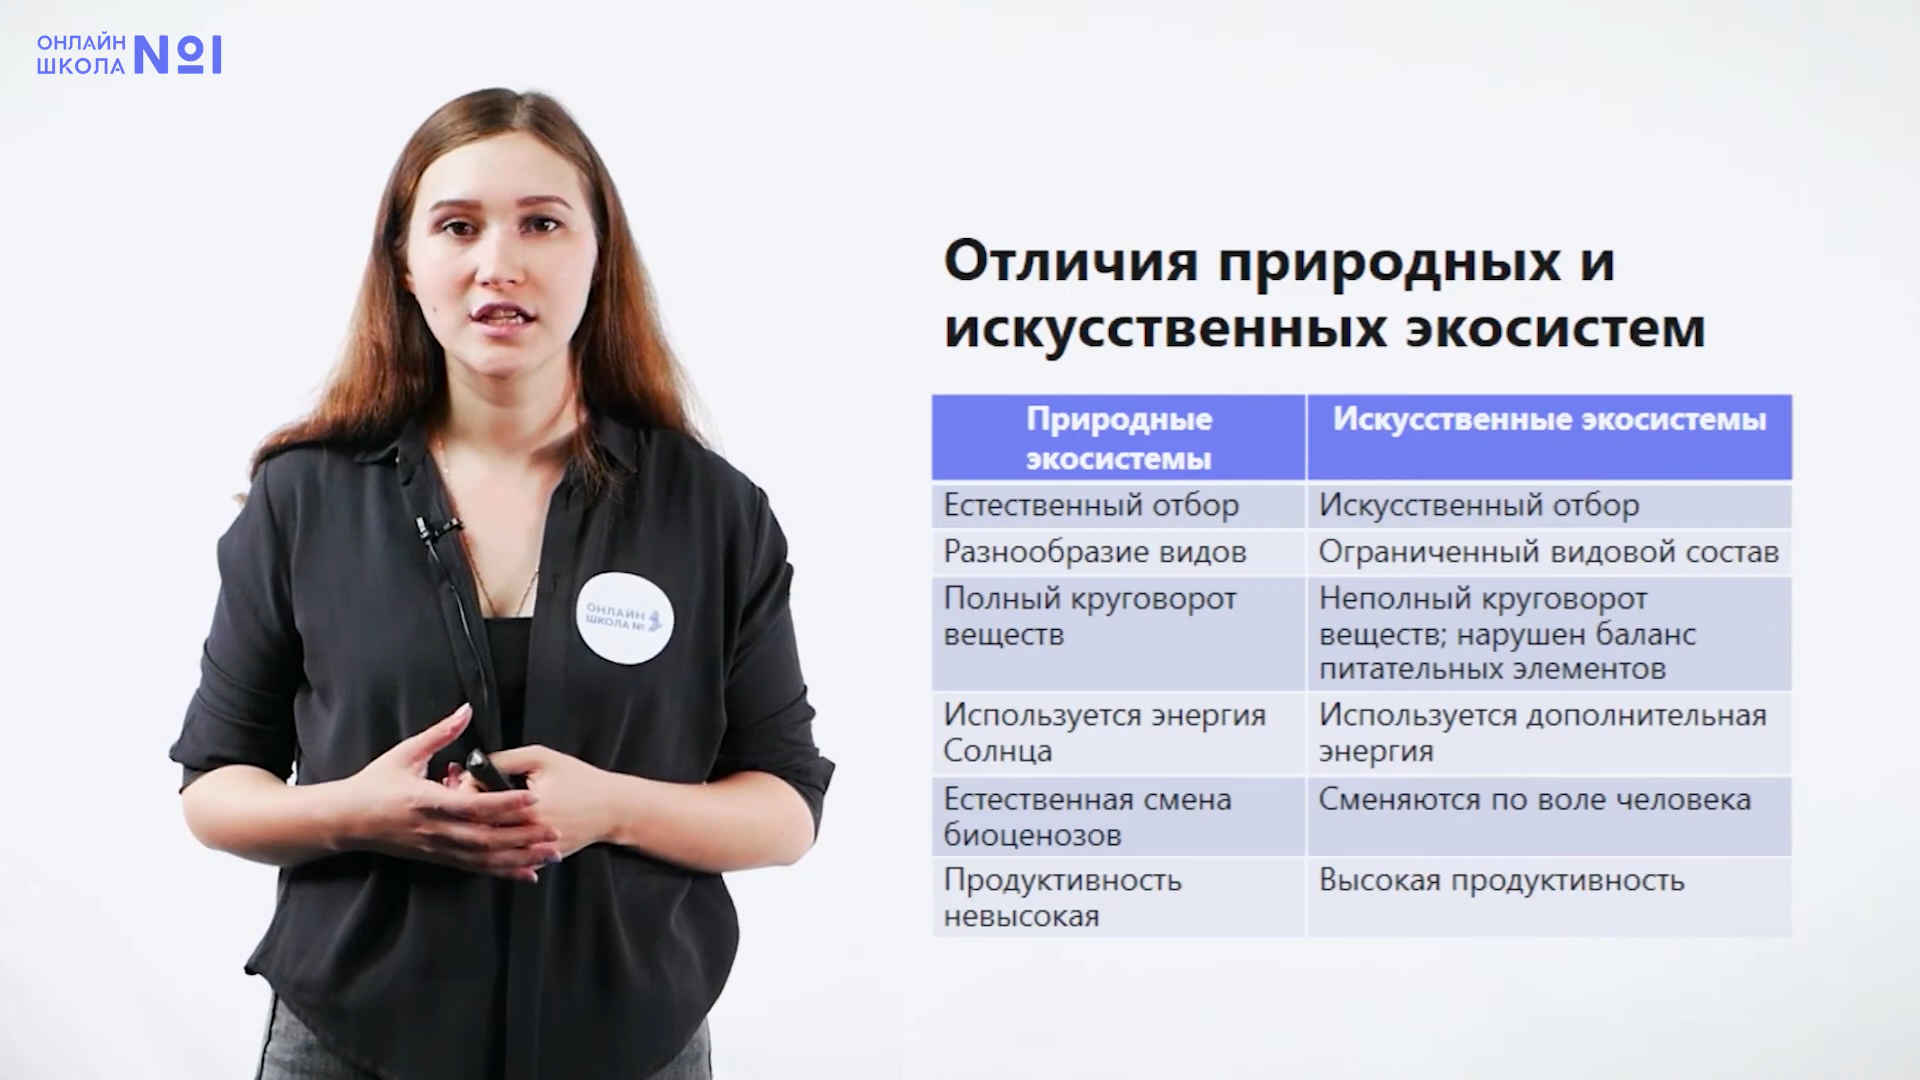 ОНЛАЙН
ШКОЛА №1
Отличия природных и
искусственных экосистем
Природные
экосистемы
Искусственные экосистемы
Естественный отбор
Искусственный отбор
Разнообразие видов
Ограниченный видовой состав
Полный круговорот
веществ
Неполный круговорот
веществ; нарушен баланс
питательных элементов
Используется энергия
Солнца
Используется дополнительная
энергия
Естественная смена
биоценозов
Сменяются по воле человека
Продуктивность
невысокая
Высокая продуктивность
ОНЛАЙН
ШКОЛА №